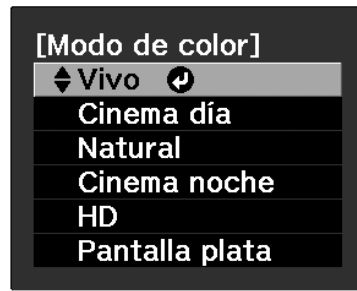 [Modo de color]
Vivo
Cinema día
Natural
Cinema noche
HD
Pantalla plata